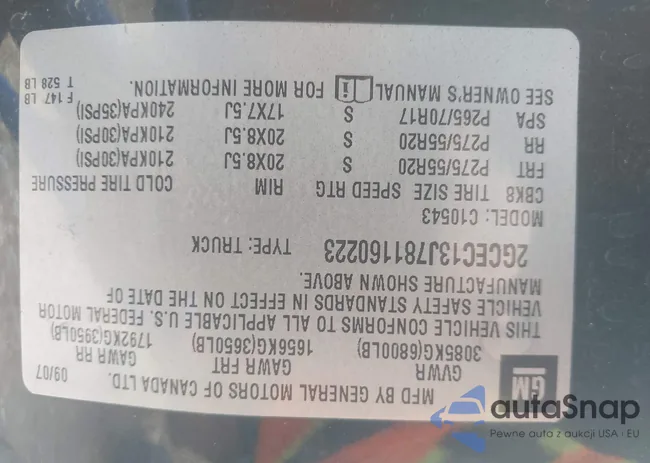 GM
MFD BY GENERAL MOTORS OF CANADA LTD.
09/07
GVWR GAWR FRT GAWR RR
3085KG(6800LB) 1656KG(3650LB) 1792KG(3950LB)
THIS VEHICLE CONFORMS TO ALL APPLICABLE U.S. FEDERAL MOTOR
VEHICLE SAFETY STANDARDS IN EFFECT ON THE DATE OF
MANUFACTURE SHOWN ABOVE.
2GCEC13J781160223 TYPE: TRUCK
MODEL: C10543
CBK8 TIRE SIZE SPEED RTG RIM COLD TIRE PRESSURE
FRT P275/55R20 S 20X8.5J 210KPA(30PSI)
RR P275/55R20 S 20X8.5J 210KPA(30PSI)
SPA P265/70R17 S 17X7.5J 240KPA(35PSI)
SEE OWNER'S MANUAL i FOR MORE INFORMATION.
F 147 LB
T 528 LB
autaSnap
Pewne auta z aukcji USA i EU